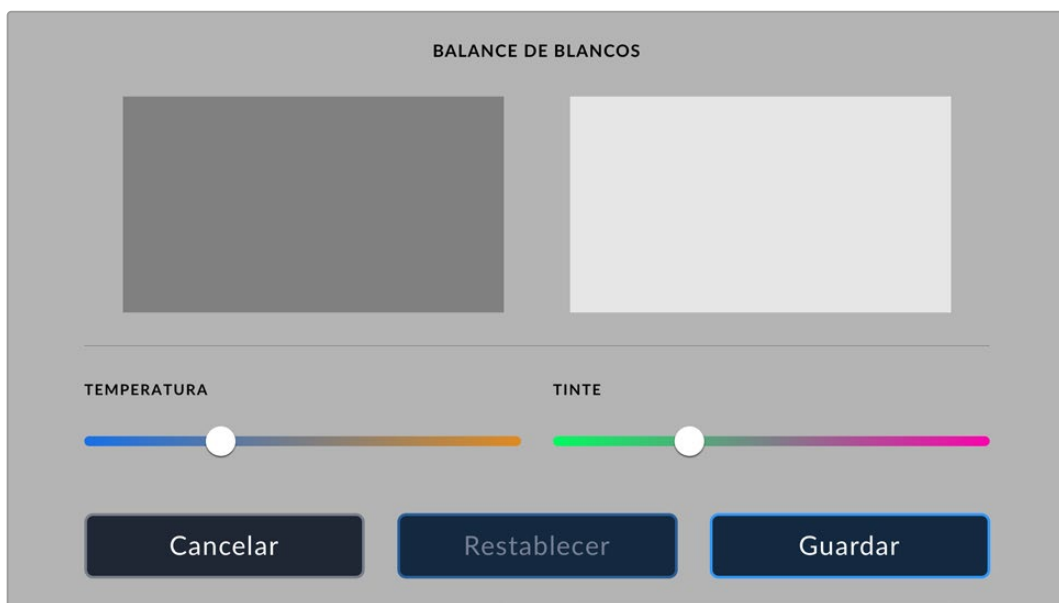 BALANCE DE BLANCOS
TEMPERATURA
TINTE
Cancelar
Restablecer
Guardar